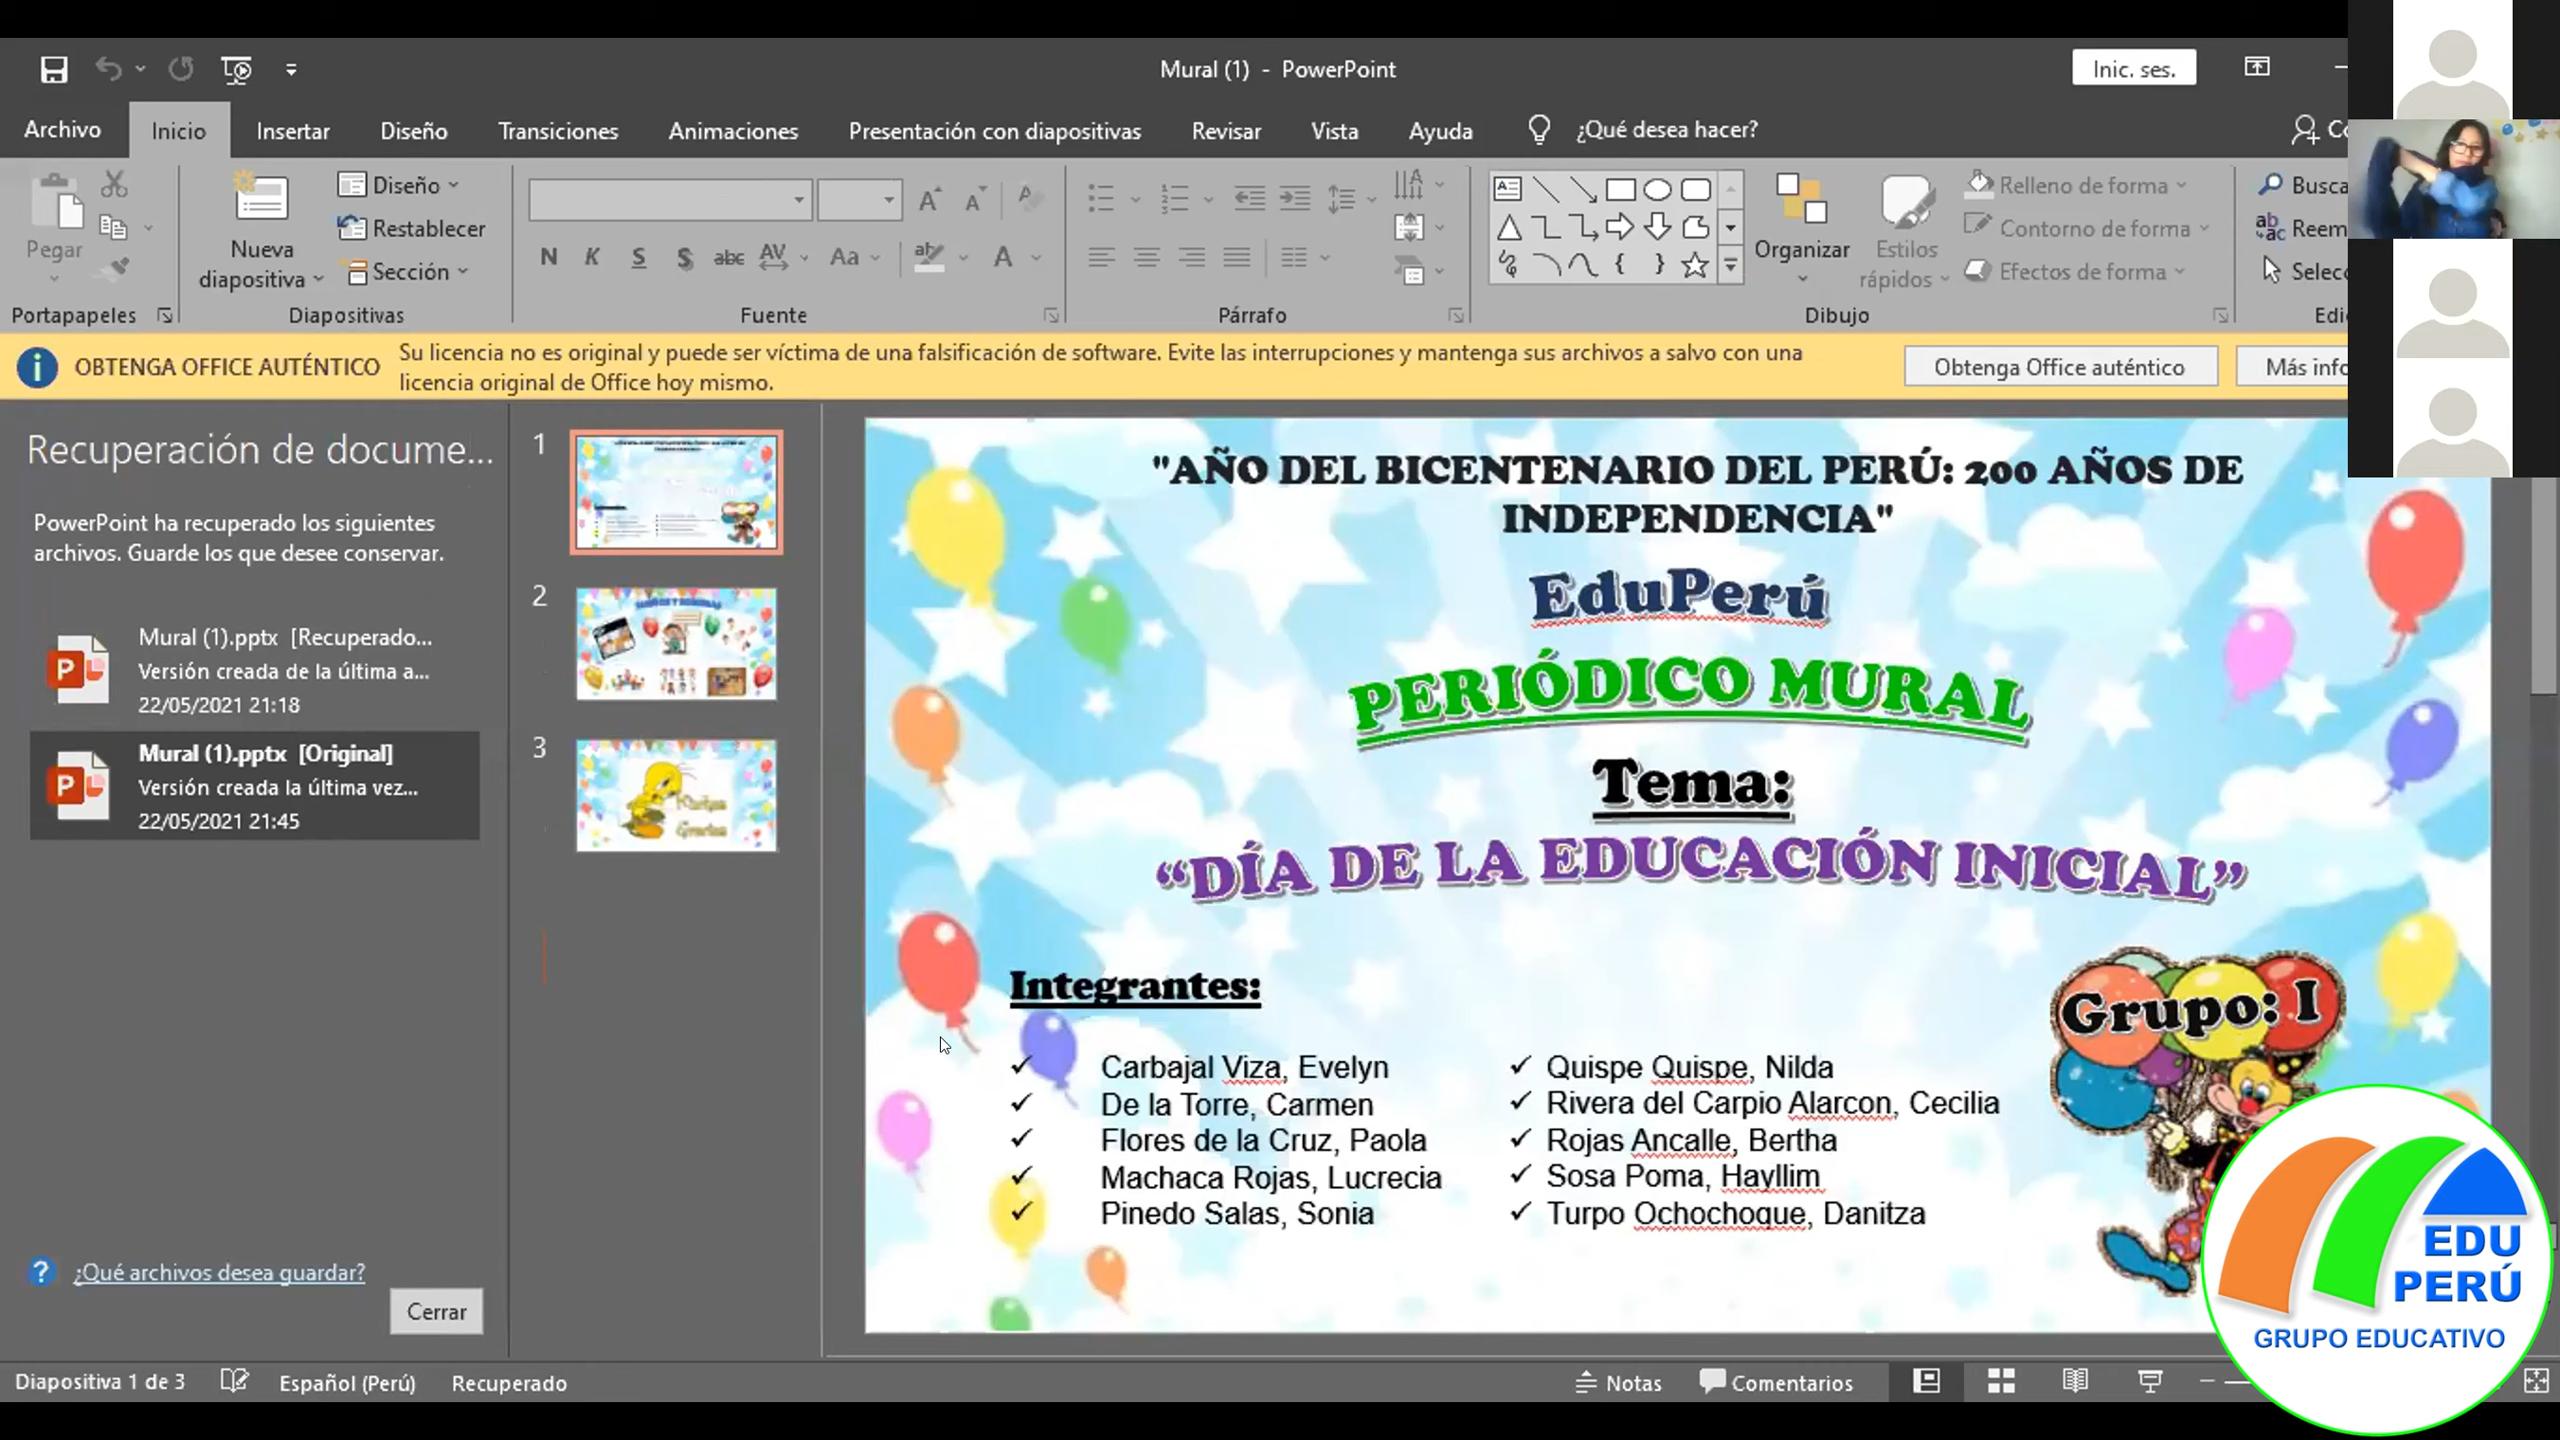 Mural (1) - PowerPoint
Inic. ses.
Archivo
Inicio
Insertar
Diseño
Transiciones
Animaciones
Presentación con diapositivas
Revisar
Vista
Ayuda
¿Qué desea hacer?
Pegar
Nueva
diapositiva
Diseño
Restablecer
Sección
N K S S abc AV Aa A
Organizar
Estilos
rápidos
Relleno de forma
Contorno de forma
Efectos de forma
Portapapeles
Diapositivas
Fuente
Párrafo
Dibujo
OBTENGA OFFICE AUTÉNTICO
Su licencia no es original y puede ser víctima de una falsificación de software. Evite las interrupciones y mantenga sus archivos a salvo con una
licencia original de Office hoy mismo.
Obtenga Office auténtico
Más info
Recuperación de docume...
PowerPoint ha recuperado los siguientes
archivos. Guarde los que desee conservar.
Mural (1).pptx [Recuperado...
Versión creada de la última a...
22/05/2021 21:18
Mural (1).pptx [Original]
Versión creada la última vez...
22/05/2021 21:45
¿Qué archivos desea guardar?
Cerrar
1
2
3
"AÑO DEL BICENTENARIO DEL PERÚ: 200 AÑOS DE
INDEPENDENCIA"
EduPerú
PERIÓDICO MURAL
Tema:
“DÍA DE LA EDUCACIÓN INICIAL”
Integrantes:
Grupo: I
✓ Carbajal Viza, Evelyn
✓ De la Torre, Carmen
✓ Flores de la Cruz, Paola
✓ Machaca Rojas, Lucrecia
✓ Pinedo Salas, Sonia
✓ Quispe Quispe, Nilda
✓ Rivera del Carpio Alarcon, Cecilia
✓ Rojas Ancalle, Bertha
✓ Sosa Poma, Hayllim
✓ Turpo Ochochoque, Danitza
EDU
PERÚ
GRUPO EDUCATIVO
Diapositiva 1 de 3
Español (Perú)
Recuperado
Notas
Comentarios